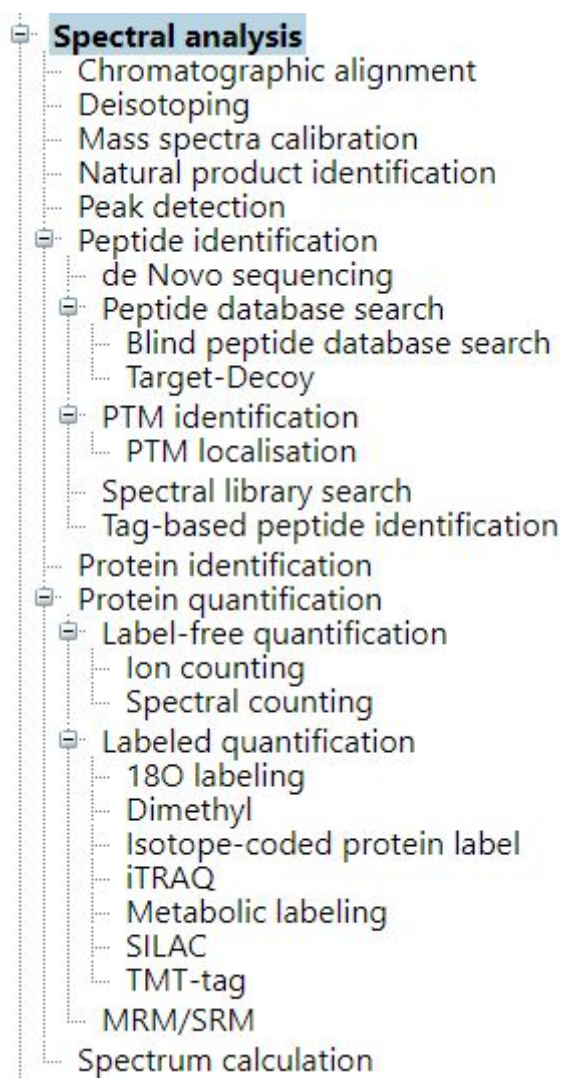 Spectral analysis
Chromatographic alignment
Deisotoping
Mass spectra calibration
Natural product identification
Peak detection
Peptide identification
de Novo sequencing
Peptide database search
Blind peptide database search
Target-Decoy
PTM identification
PTM localisation
Spectral library search
Tag-based peptide identification
Protein identification
Protein quantification
Label-free quantification
Ion counting
Spectral counting
Labeled quantification
18O labeling
Dimethyl
Isotope-coded protein label
iTRAQ
Metabolic labeling
SILAC
TMT-tag
MRM/SRM
Spectrum calculation